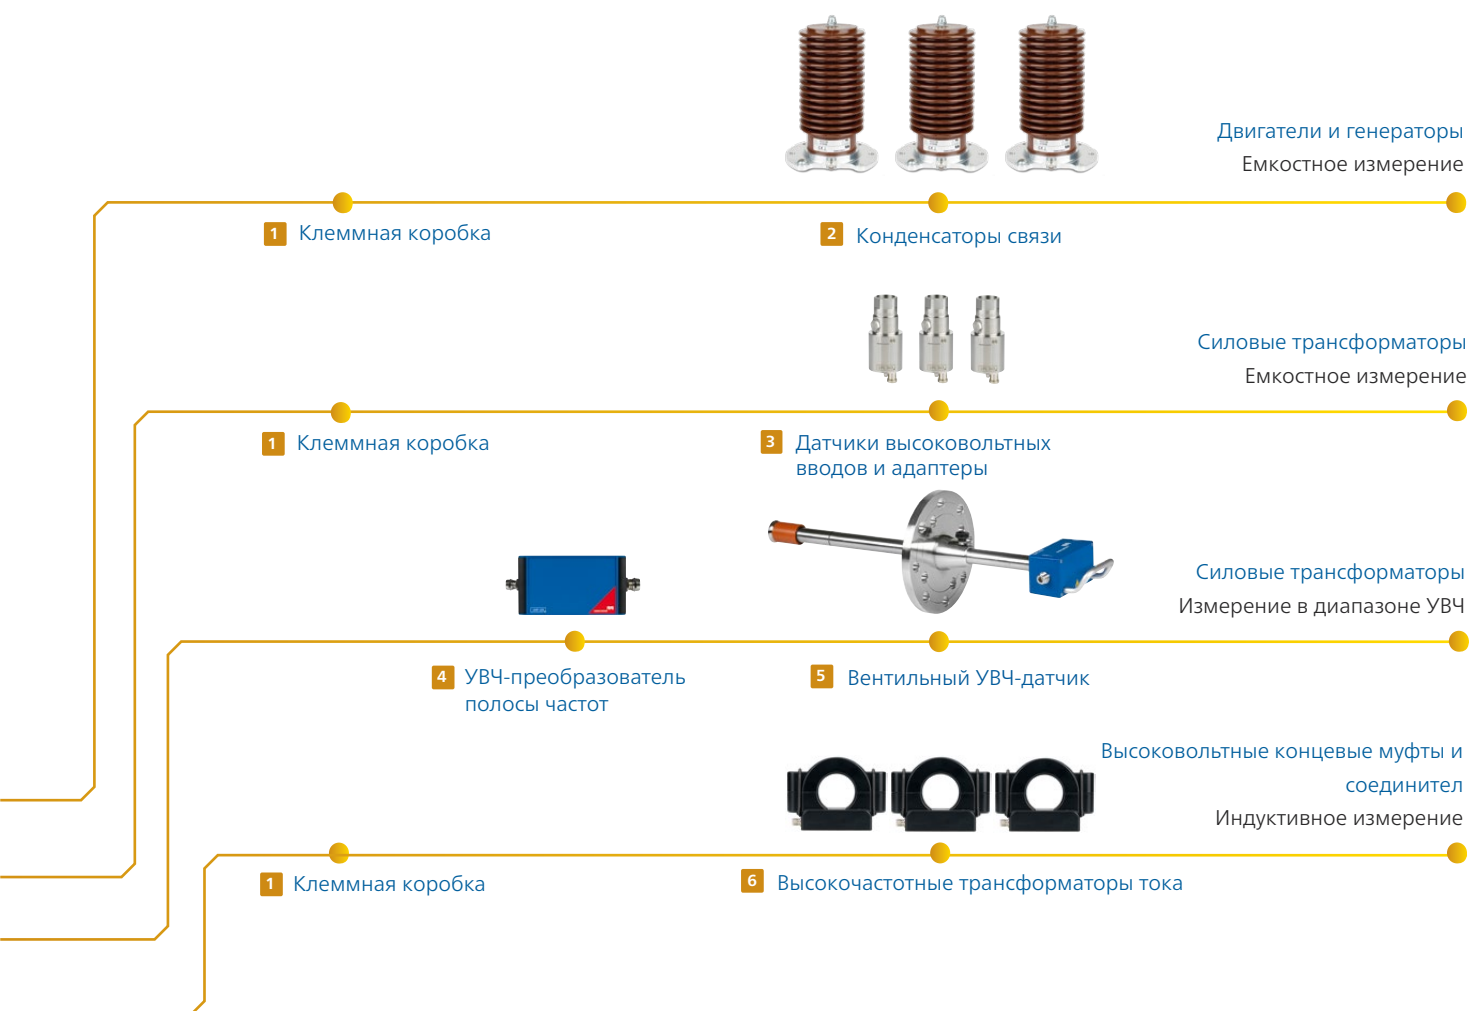 Двигатели и генераторы
Емкостное измерение
1 Клеммная коробка
2 Конденсаторы связи
Силовые трансформаторы
Емкостное измерение
1 Клеммная коробка
3 Датчики высоковольтных
вводов и адаптеры
Силовые трансформаторы
Измерение в диапазоне УВЧ
4 УВЧ-преобразователь
полосы частот
5 Вентильный УВЧ-датчик
Высоковольтные концевые муфты и
соединител
Индуктивное измерение
1 Клеммная коробка
6 Высокочастотные трансформаторы тока